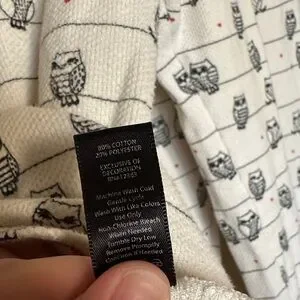 80% COTTON
20% POLYESTER
EXCLUSIVE OF
DECORATION
Machine Wash Cold
Gentle Cycle
Wash With Like Colors
Use Only
Non-Chlorine Bleach
When Needed
Tumble Dry Low
Remove Promptly